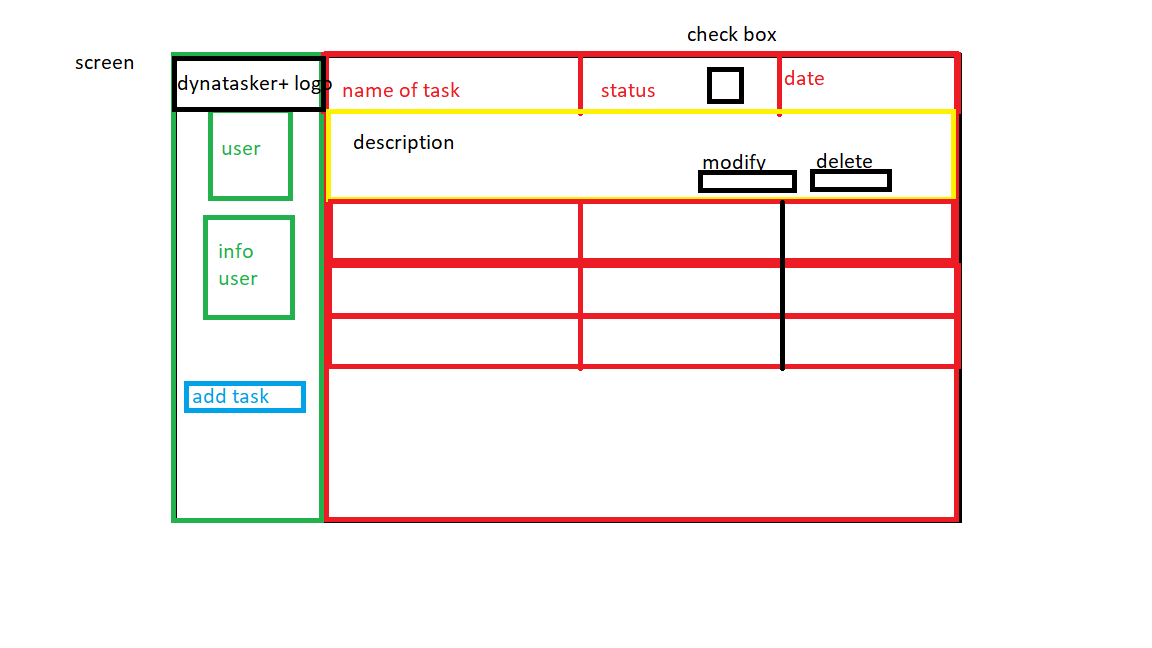 check box
screen
dynatasker+ logo
name of task
status
date
user
description
modify
delete
info
user
add task